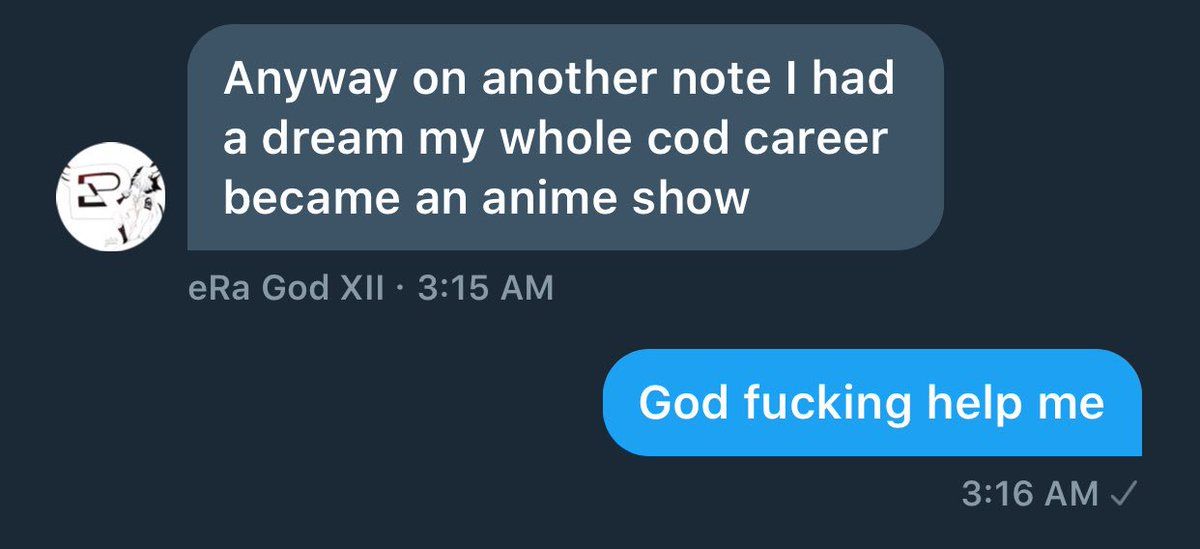 Anyway on another note I had
a dream my whole cod career
became an anime show
eRa God XII · 3:15 AM
God fucking help me
3:16 AM ✓